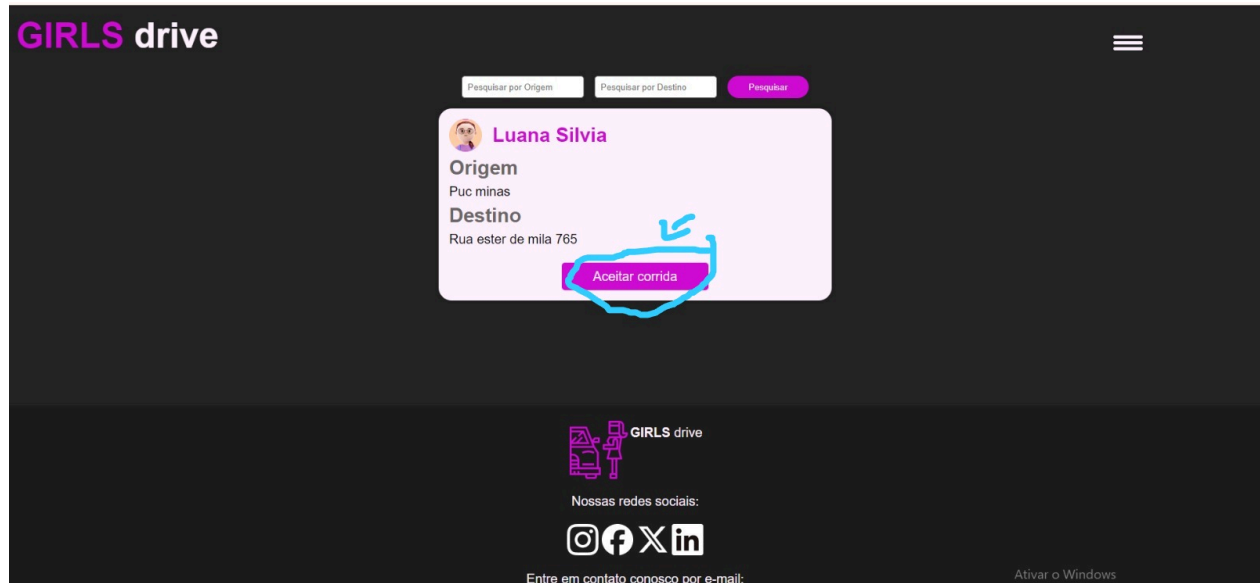 GIRLS drive
Pesquisar por Origem Pesquisar por Destino Pesquisar
Luana Silvia
Origem
Puc minas
Destino
Rua ester de mila 765
Aceitar corrida
GIRLS drive
Nossas redes sociais:
Entre em contato conosco por e-mail:
Ativar o Windows